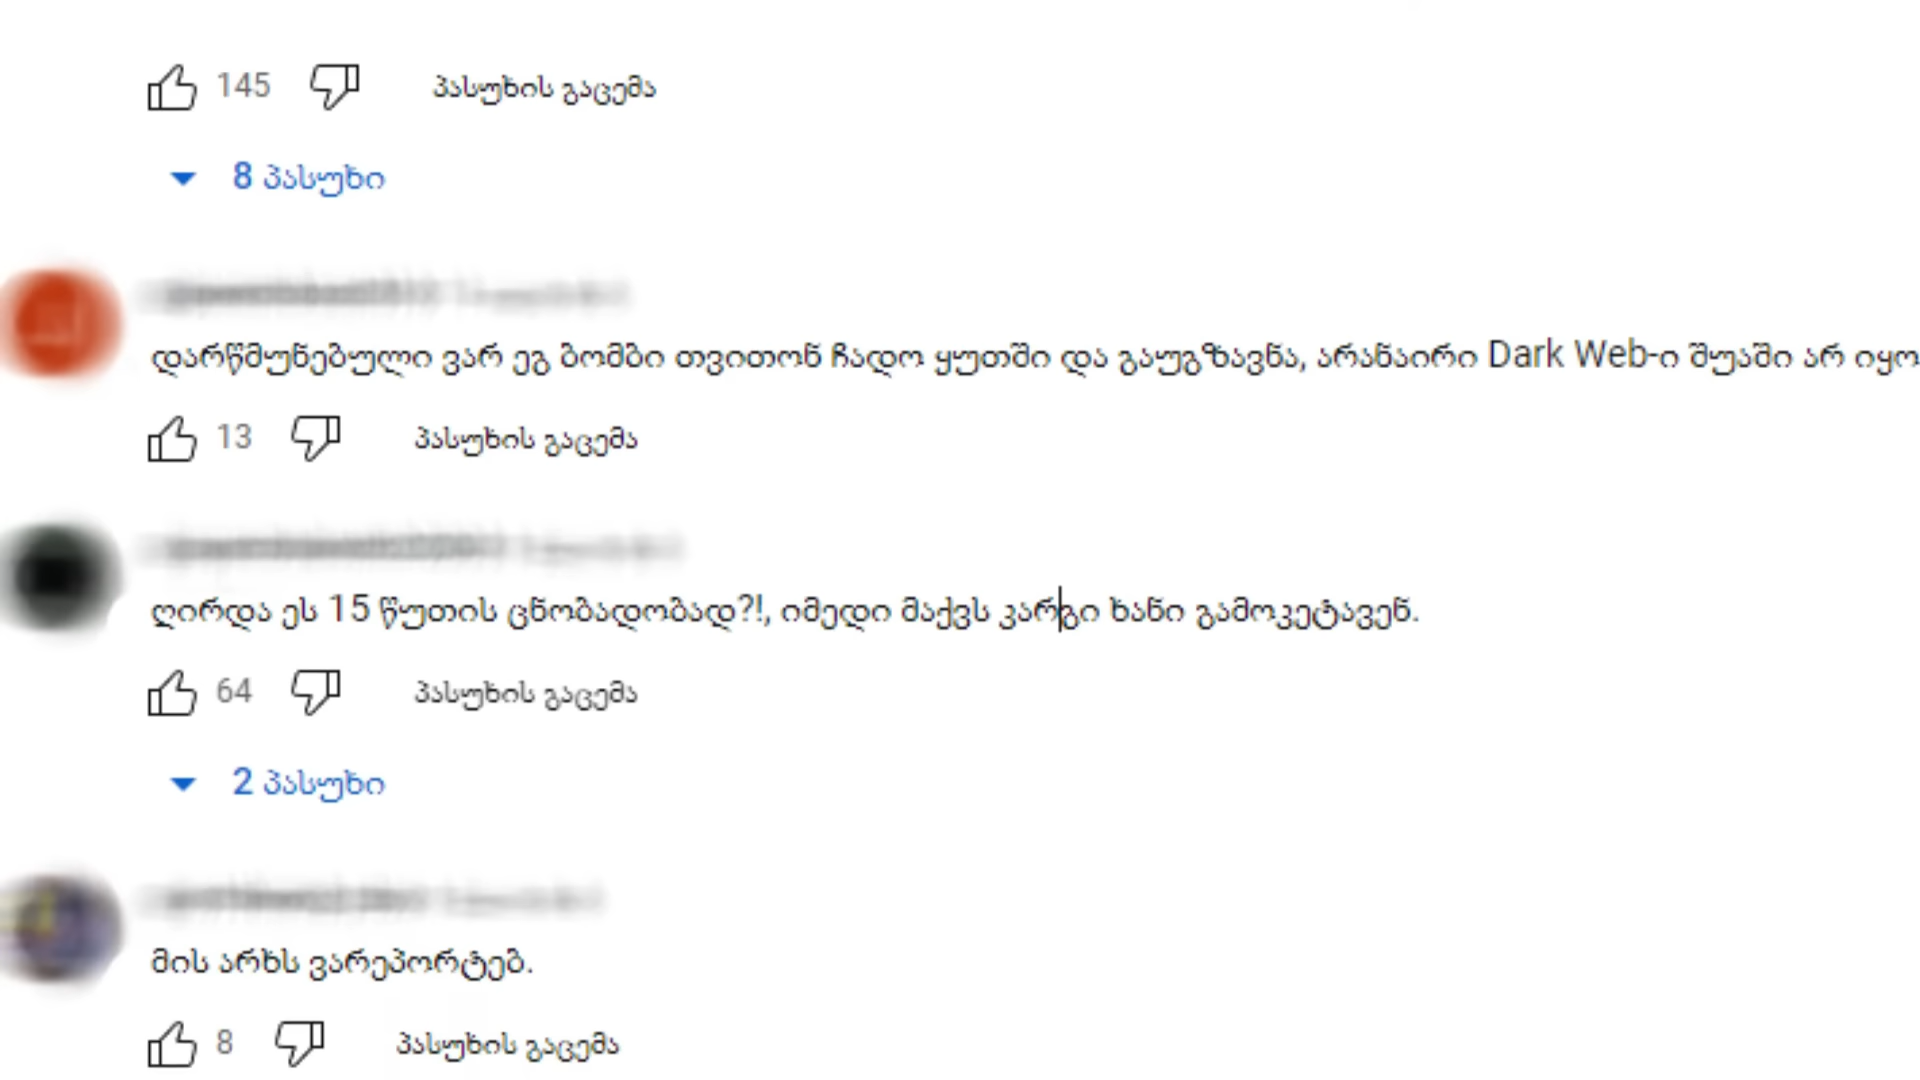 145 პასუხის გაცემა
8 პასუხი
დარწმუნებული ვარ ეგ ბომბი თვითონ ჩადო ყუთში და გაუგზავნა, არანაირი Dark Web-ი შუაში არ იყო
13 პასუხის გაცემა
ღირდა ეს 15 წუთის ცნობადობად?!, იმედი მაქვს კარგი ხანი გამოკეტავენ.
64 პასუხის გაცემა
2 პასუხი
მის არხს ვარეპორტებ.
8 პასუხის გაცემა